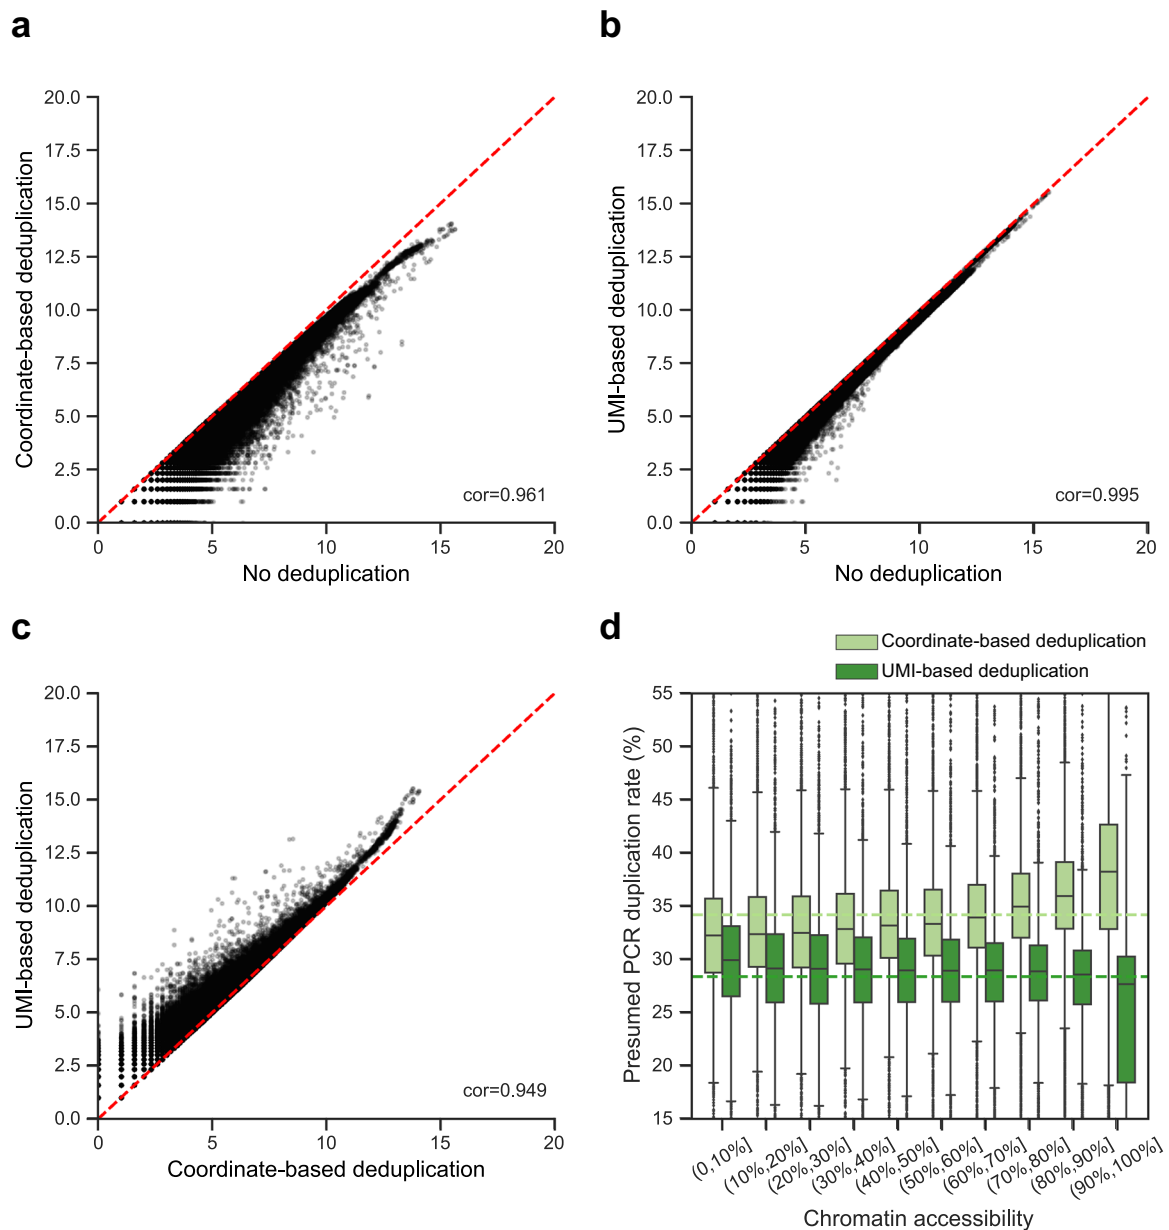 a
20.0
17.5
15.0
12.5
10.0
7.5
5.0
2.5
0.0
Coordinate-based deduplication
cor=0.961
0 5 10 15 20
No deduplication
b
20.0
17.5
15.0
12.5
10.0
7.5
5.0
2.5
0.0
UMI-based deduplication
cor=0.995
0 5 10 15 20
No deduplication
c
20.0
17.5
15.0
12.5
10.0
7.5
5.0
2.5
0.0
UMI-based deduplication
cor=0.949
0 5 10 15 20
Coordinate-based deduplication
d
Coordinate-based deduplication
UMI-based deduplication
55
50
45
40
35
30
25
20
15
Presumed PCR duplication rate (%)
(0,10%]
(10%,20%]
(20%,30%]
(30%,40%]
(40%,50%]
(50%,60%]
(60%,70%]
(70%,80%]
(80%,90%]
(90%,100%]
Chromatin accessibility